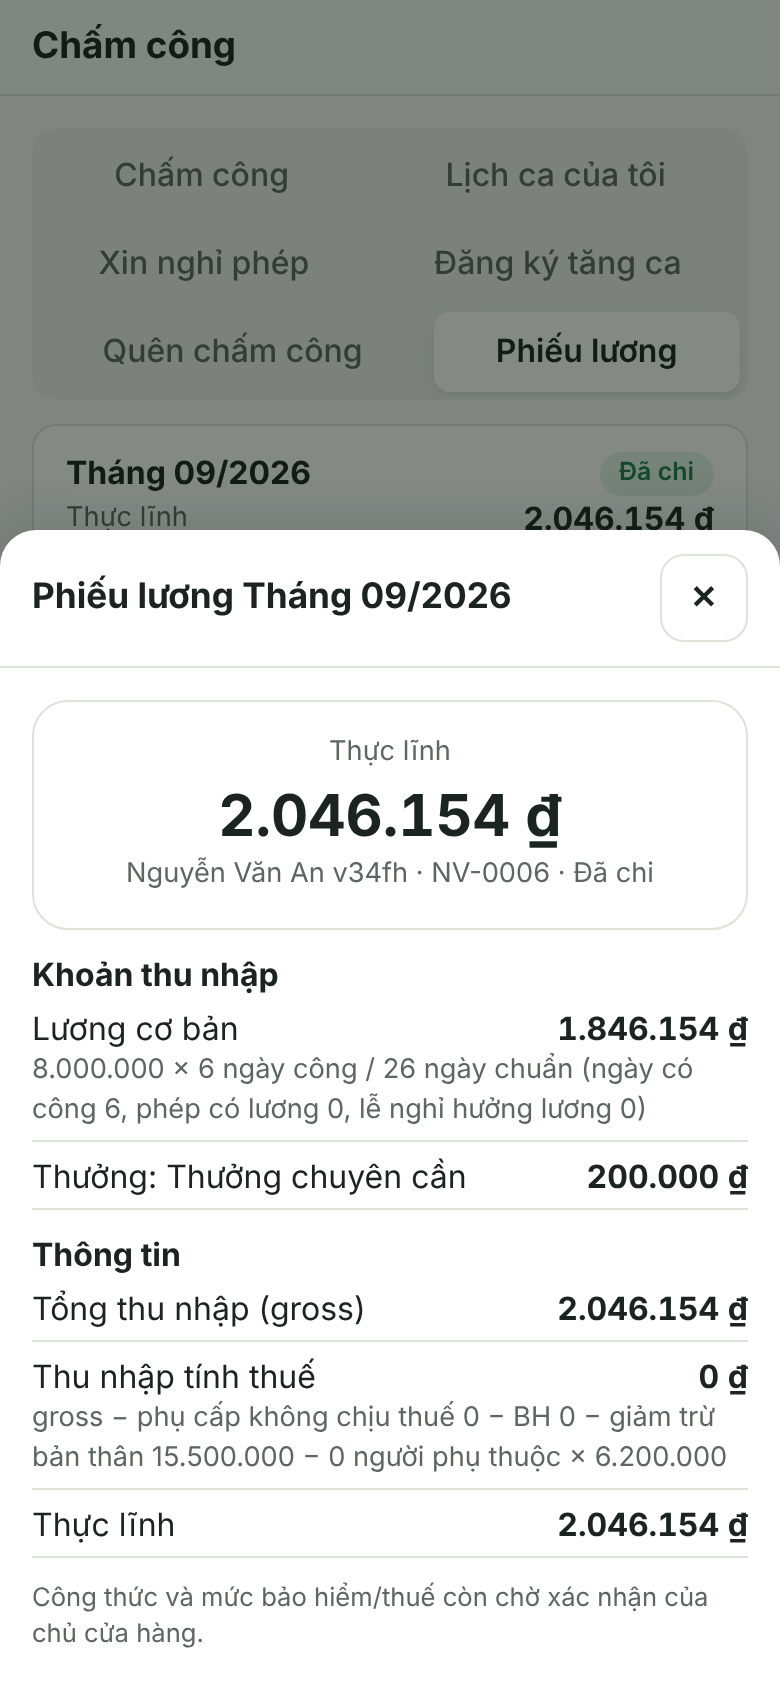 Chấm công
Chấm công
Lịch ca của tôi
Xin nghỉ phép
Đăng ký tăng ca
Quên chấm công
Phiếu lương
Tháng 09/2026
Đã chi
Thực lĩnh
2.046.154 ₫
Phiếu lương Tháng 09/2026
×
Thực lĩnh
2.046.154 ₫
Nguyễn Văn An v34fh · NV-0006 · Đã chi
Khoản thu nhập
Lương cơ bản
1.846.154 ₫
8.000.000 × 6 ngày công / 26 ngày chuẩn (ngày có
công 6, phép có lương 0, lễ nghỉ hưởng lương 0)
Thưởng: Thưởng chuyên cần
200.000 ₫
Thông tin
Tổng thu nhập (gross)
2.046.154 ₫
Thu nhập tính thuế
0 ₫
gross − phụ cấp không chịu thuế 0 − BH 0 − giảm trừ
bản thân 15.500.000 − 0 người phụ thuộc × 6.200.000
Thực lĩnh
2.046.154 ₫
Công thức và mức bảo hiểm/thuế còn chờ xác nhận của
chủ cửa hàng.